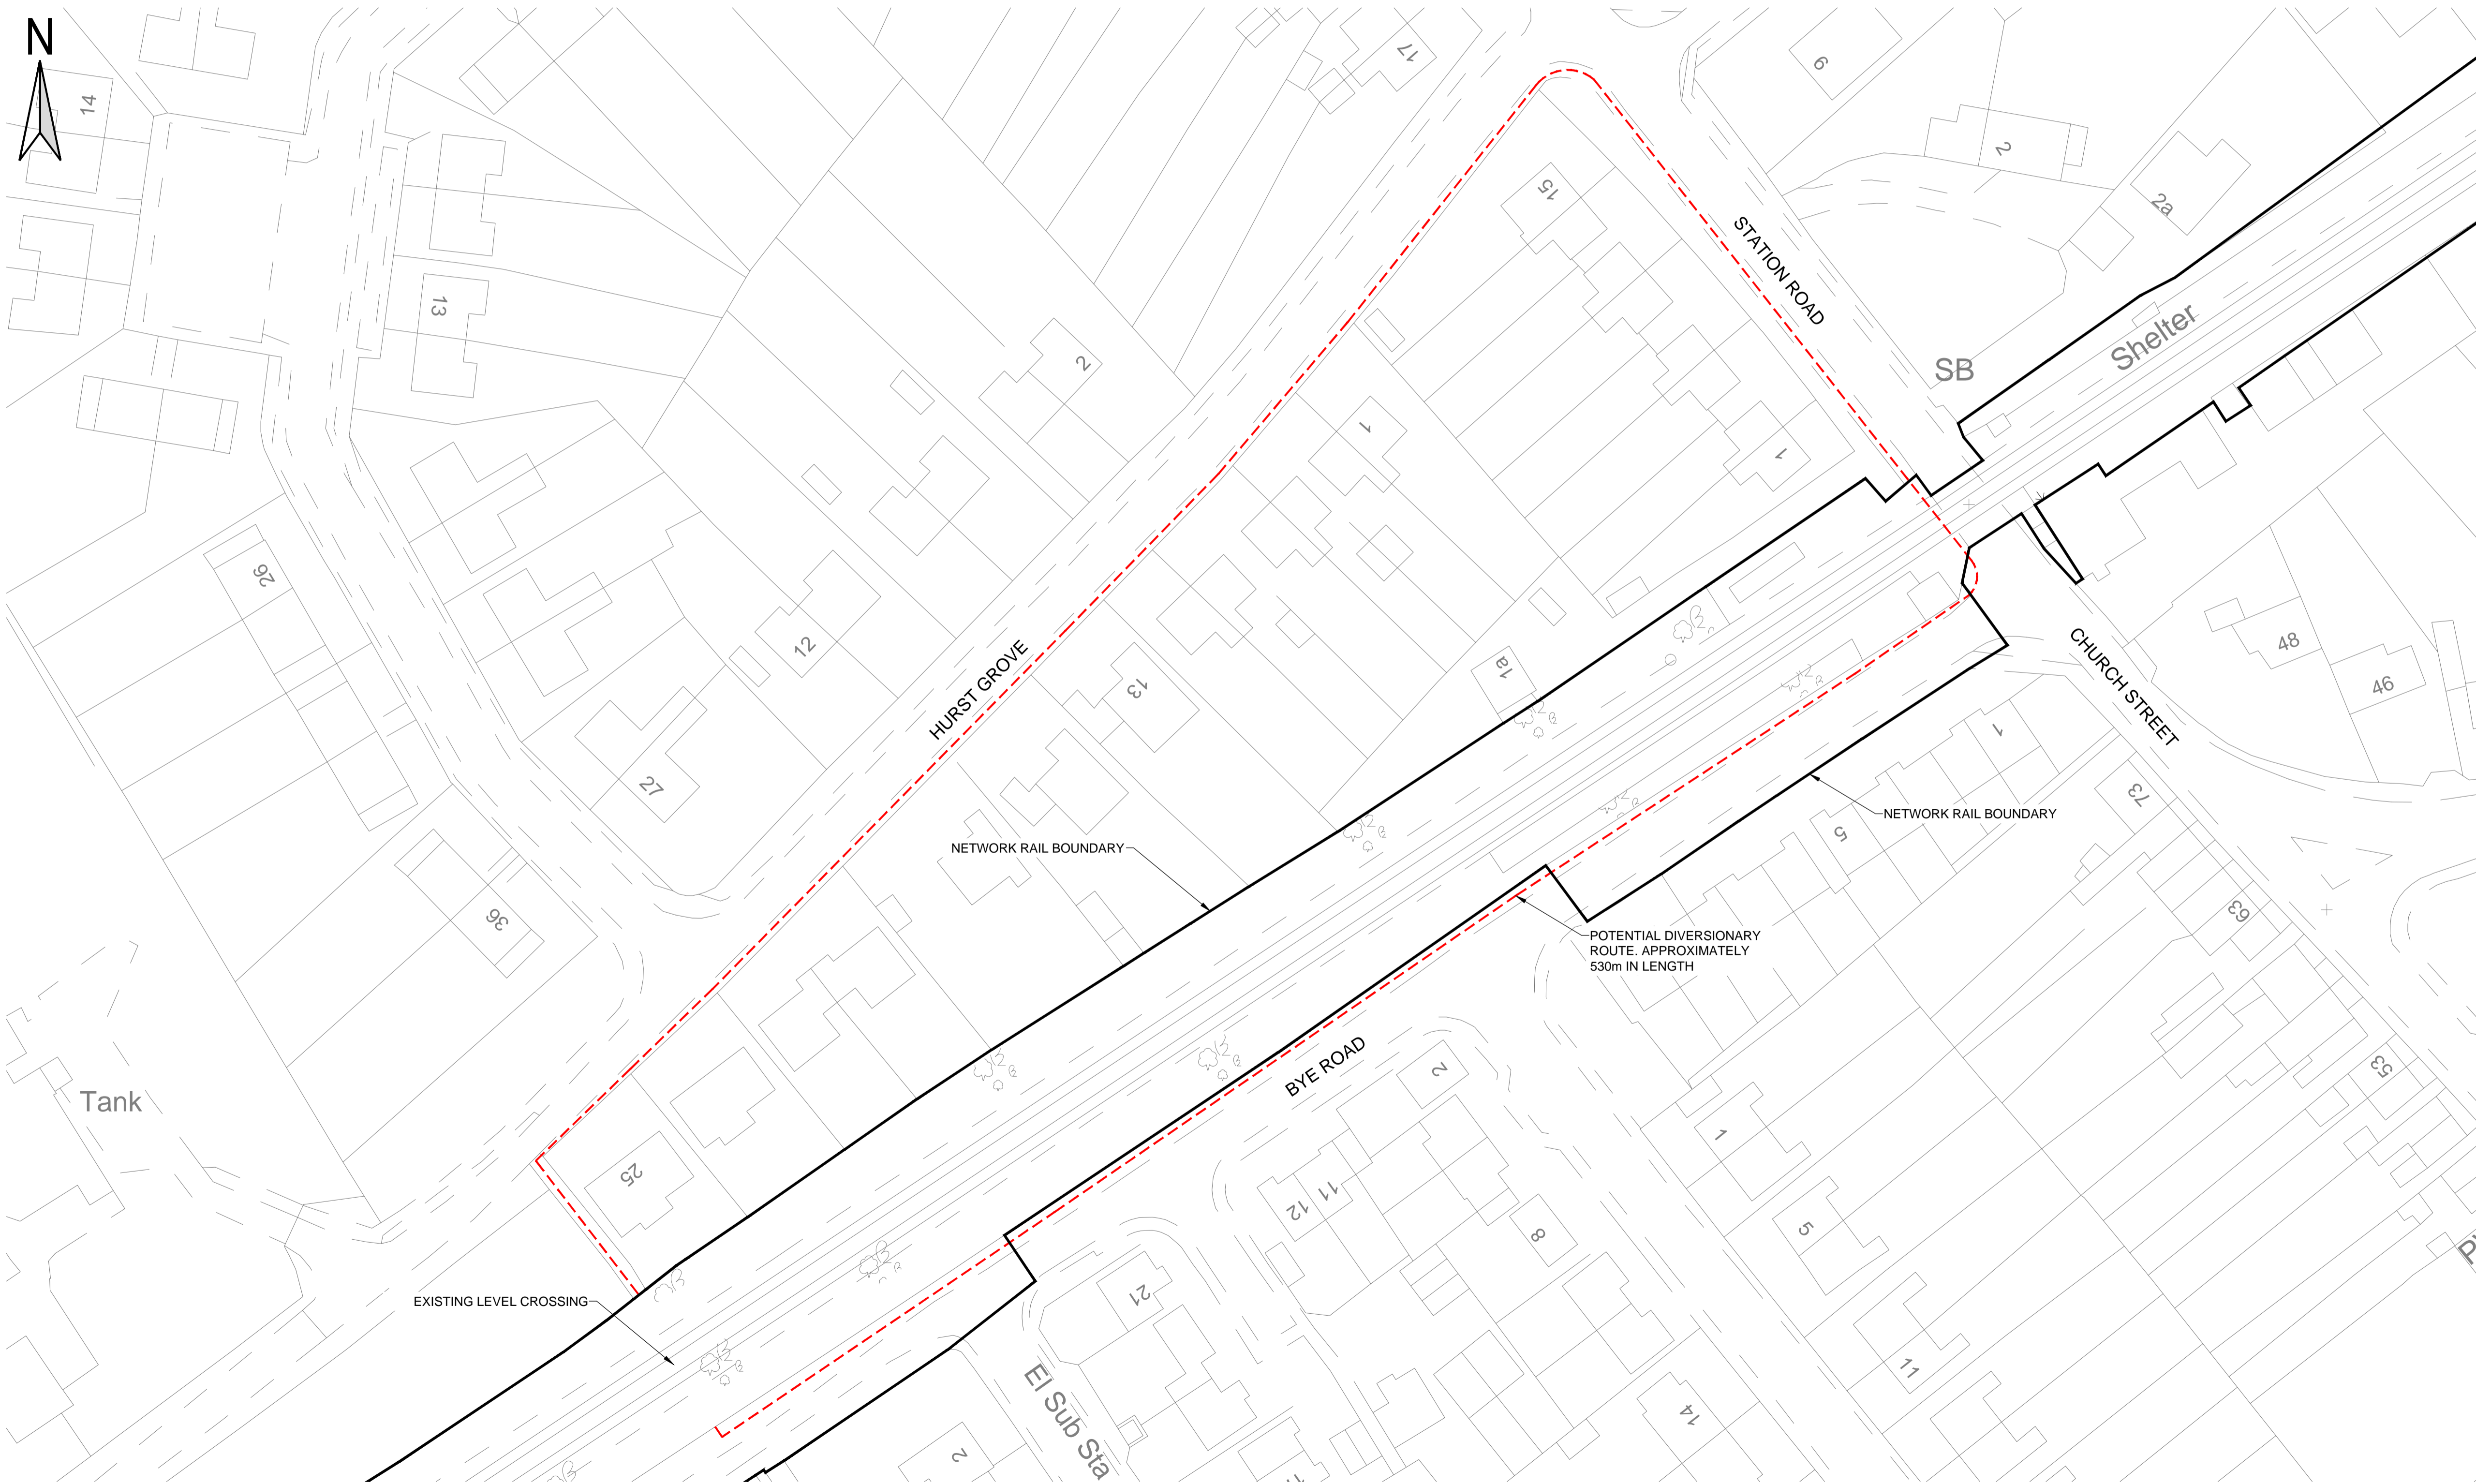 N
14
17
6
2
2a
15
STATION ROAD
13
2
Shelter
SB
1
1
26
12
HURST GROVE
13
1a
48
46
CHURCH STREET
27
1
NETWORK RAIL BOUNDARY
NETWORK RAIL BOUNDARY
5
73
36
63
POTENTIAL DIVERSIONARY
ROUTE. APPROXIMATELY
530m IN LENGTH
BYE ROAD
2
53
Tank
1
25
12
11
8
5
EXISTING LEVEL CROSSING
21
El Sub Sta
11
14
2